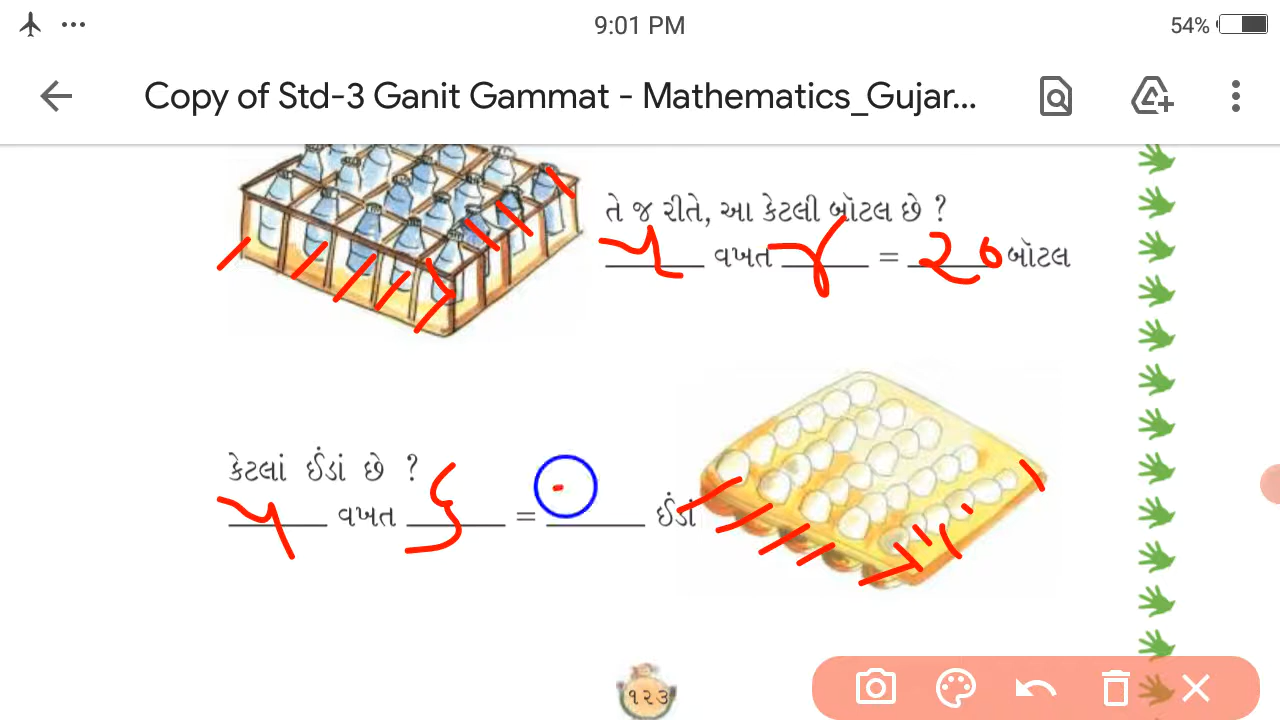 9:01 PM
54%
Copy of Std-3 Ganit Gammat - Mathematics_Gujar...
તે જ રીતે, આ કેટલી બૉટલ છે ?
૫ વખત ૪ = ૨૦ બૉટલ
કેટલાં ઈંડાં છે ?
૫ વખત ૬ = ઈંડાં
૧૨૩